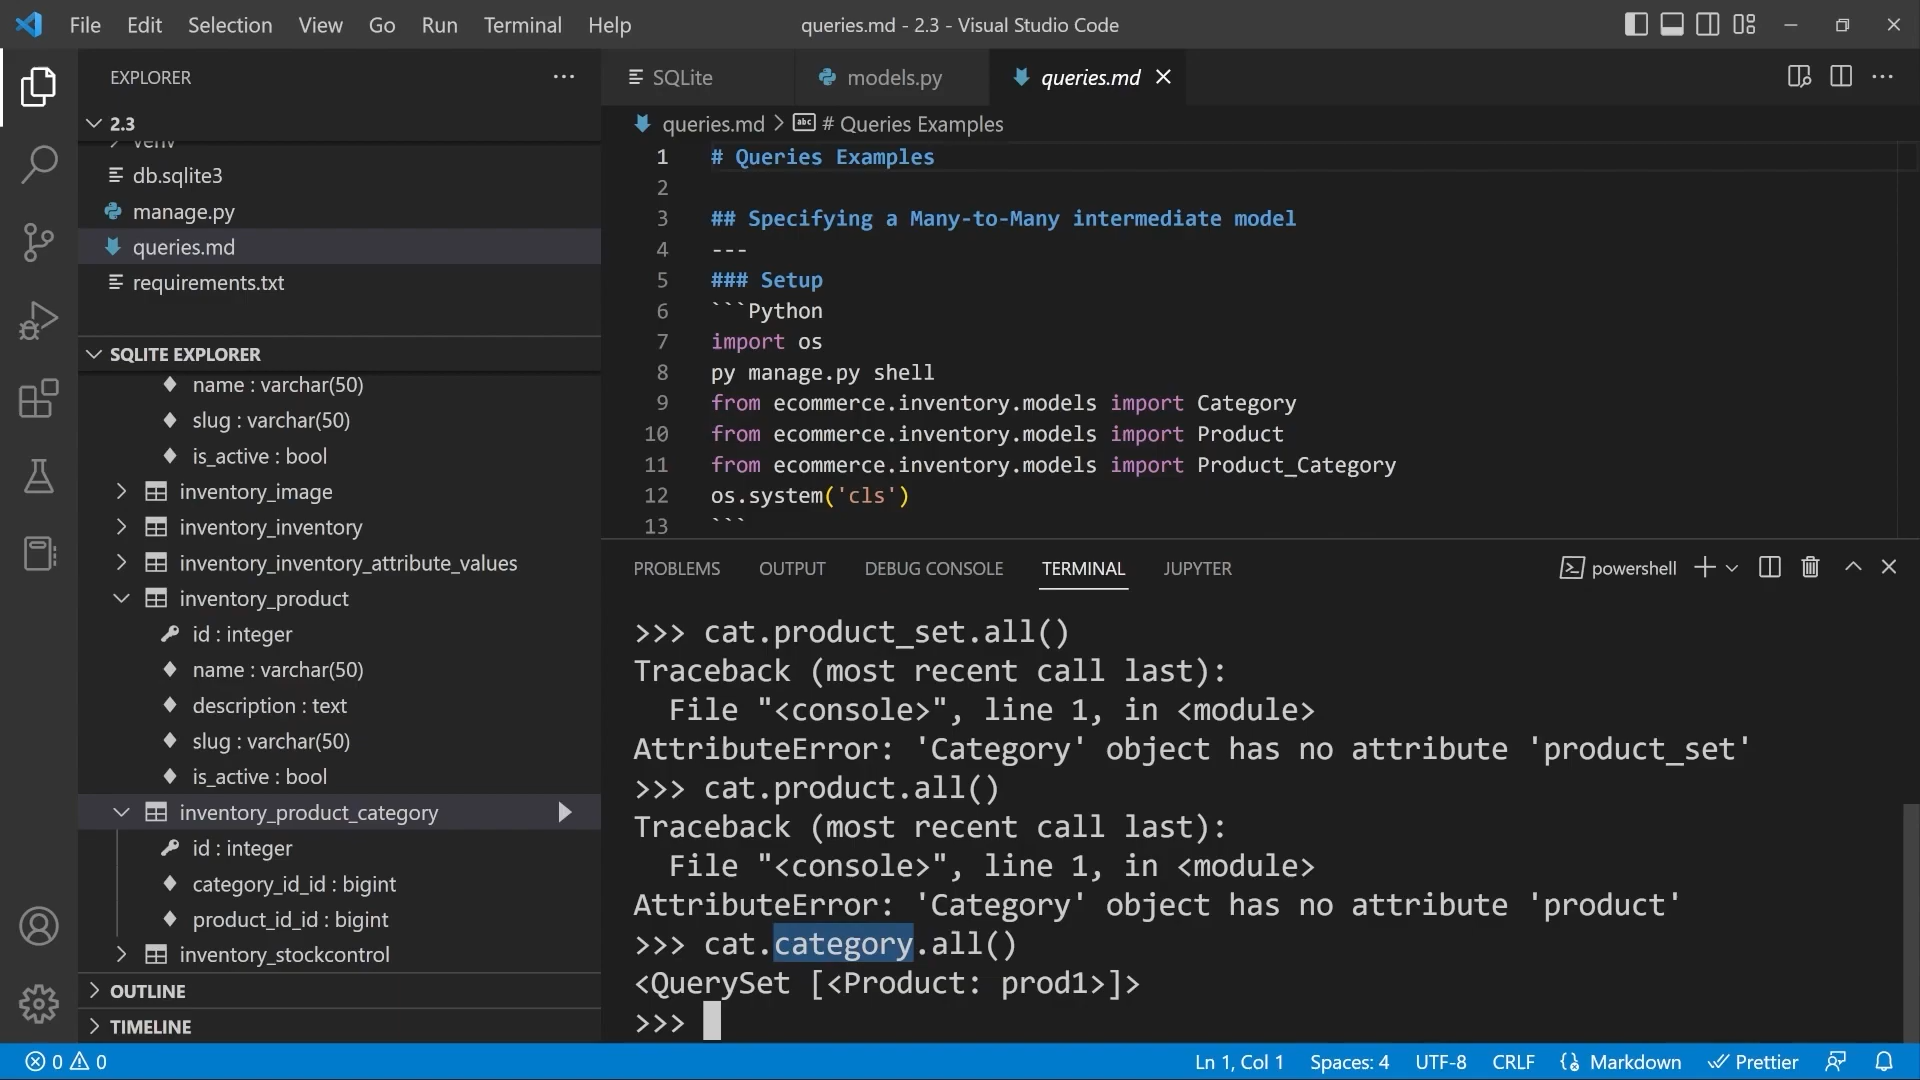 File Edit Selection View Go Run Terminal Help
queries.md - 2.3 - Visual Studio Code
EXPLORER
2.3
venv
db.sqlite3
manage.py
queries.md
requirements.txt
SQLITE EXPLORER
name : varchar(50)
slug : varchar(50)
is_active : bool
inventory_image
inventory_inventory
inventory_inventory_attribute_values
inventory_product
id : integer
name : varchar(50)
description : text
slug : varchar(50)
is_active : bool
inventory_product_category
id : integer
category_id_id : bigint
product_id_id : bigint
inventory_stockcontrol
OUTLINE
TIMELINE
SQLite models.py queries.md
queries.md > # Queries Examples
1 # Queries Examples
2
3 ## Specifying a Many-to-Many intermediate model
4 ---
5 ### Setup
6 ```Python
7 import os
8 py manage.py shell
9 from ecommerce.inventory.models import Category
10 from ecommerce.inventory.models import Product
11 from ecommerce.inventory.models import Product_Category
12 os.system('cls')
13 ```
PROBLEMS OUTPUT DEBUG CONSOLE TERMINAL JUPYTER powershell
>>> cat.product_set.all()
Traceback (most recent call last):
File "<console>", line 1, in <module>
AttributeError: 'Category' object has no attribute 'product_set'
>>> cat.product.all()
Traceback (most recent call last):
File "<console>", line 1, in <module>
AttributeError: 'Category' object has no attribute 'product'
>>> cat.category.all()
<QuerySet [<Product: prod1>]>
>>>
0 0 Ln 1, Col 1 Spaces: 4 UTF-8 CRLF Markdown Prettier